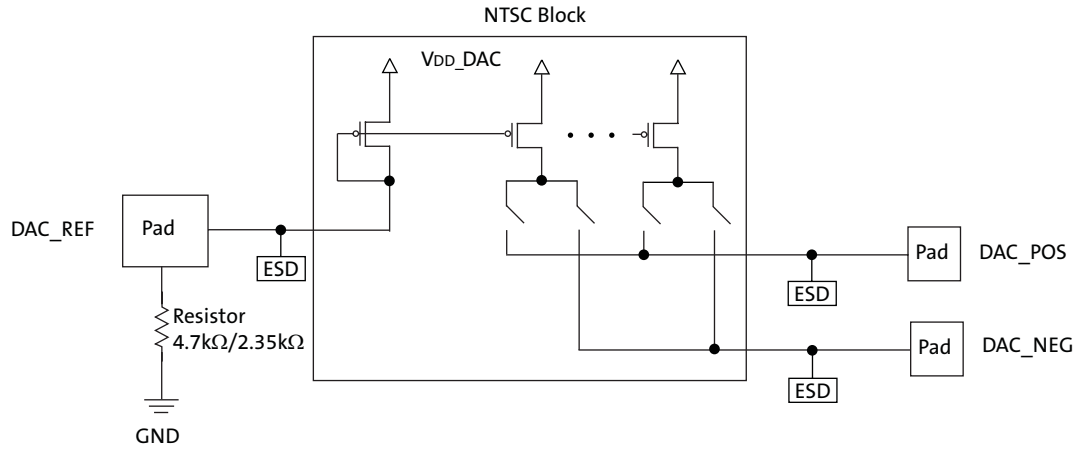 NTSC Block
VDD_DAC
DAC_REF
Pad
ESD
Resistor
4.7kΩ/2.35kΩ
GND
Pad
DAC_POS
ESD
Pad
DAC_NEG
ESD